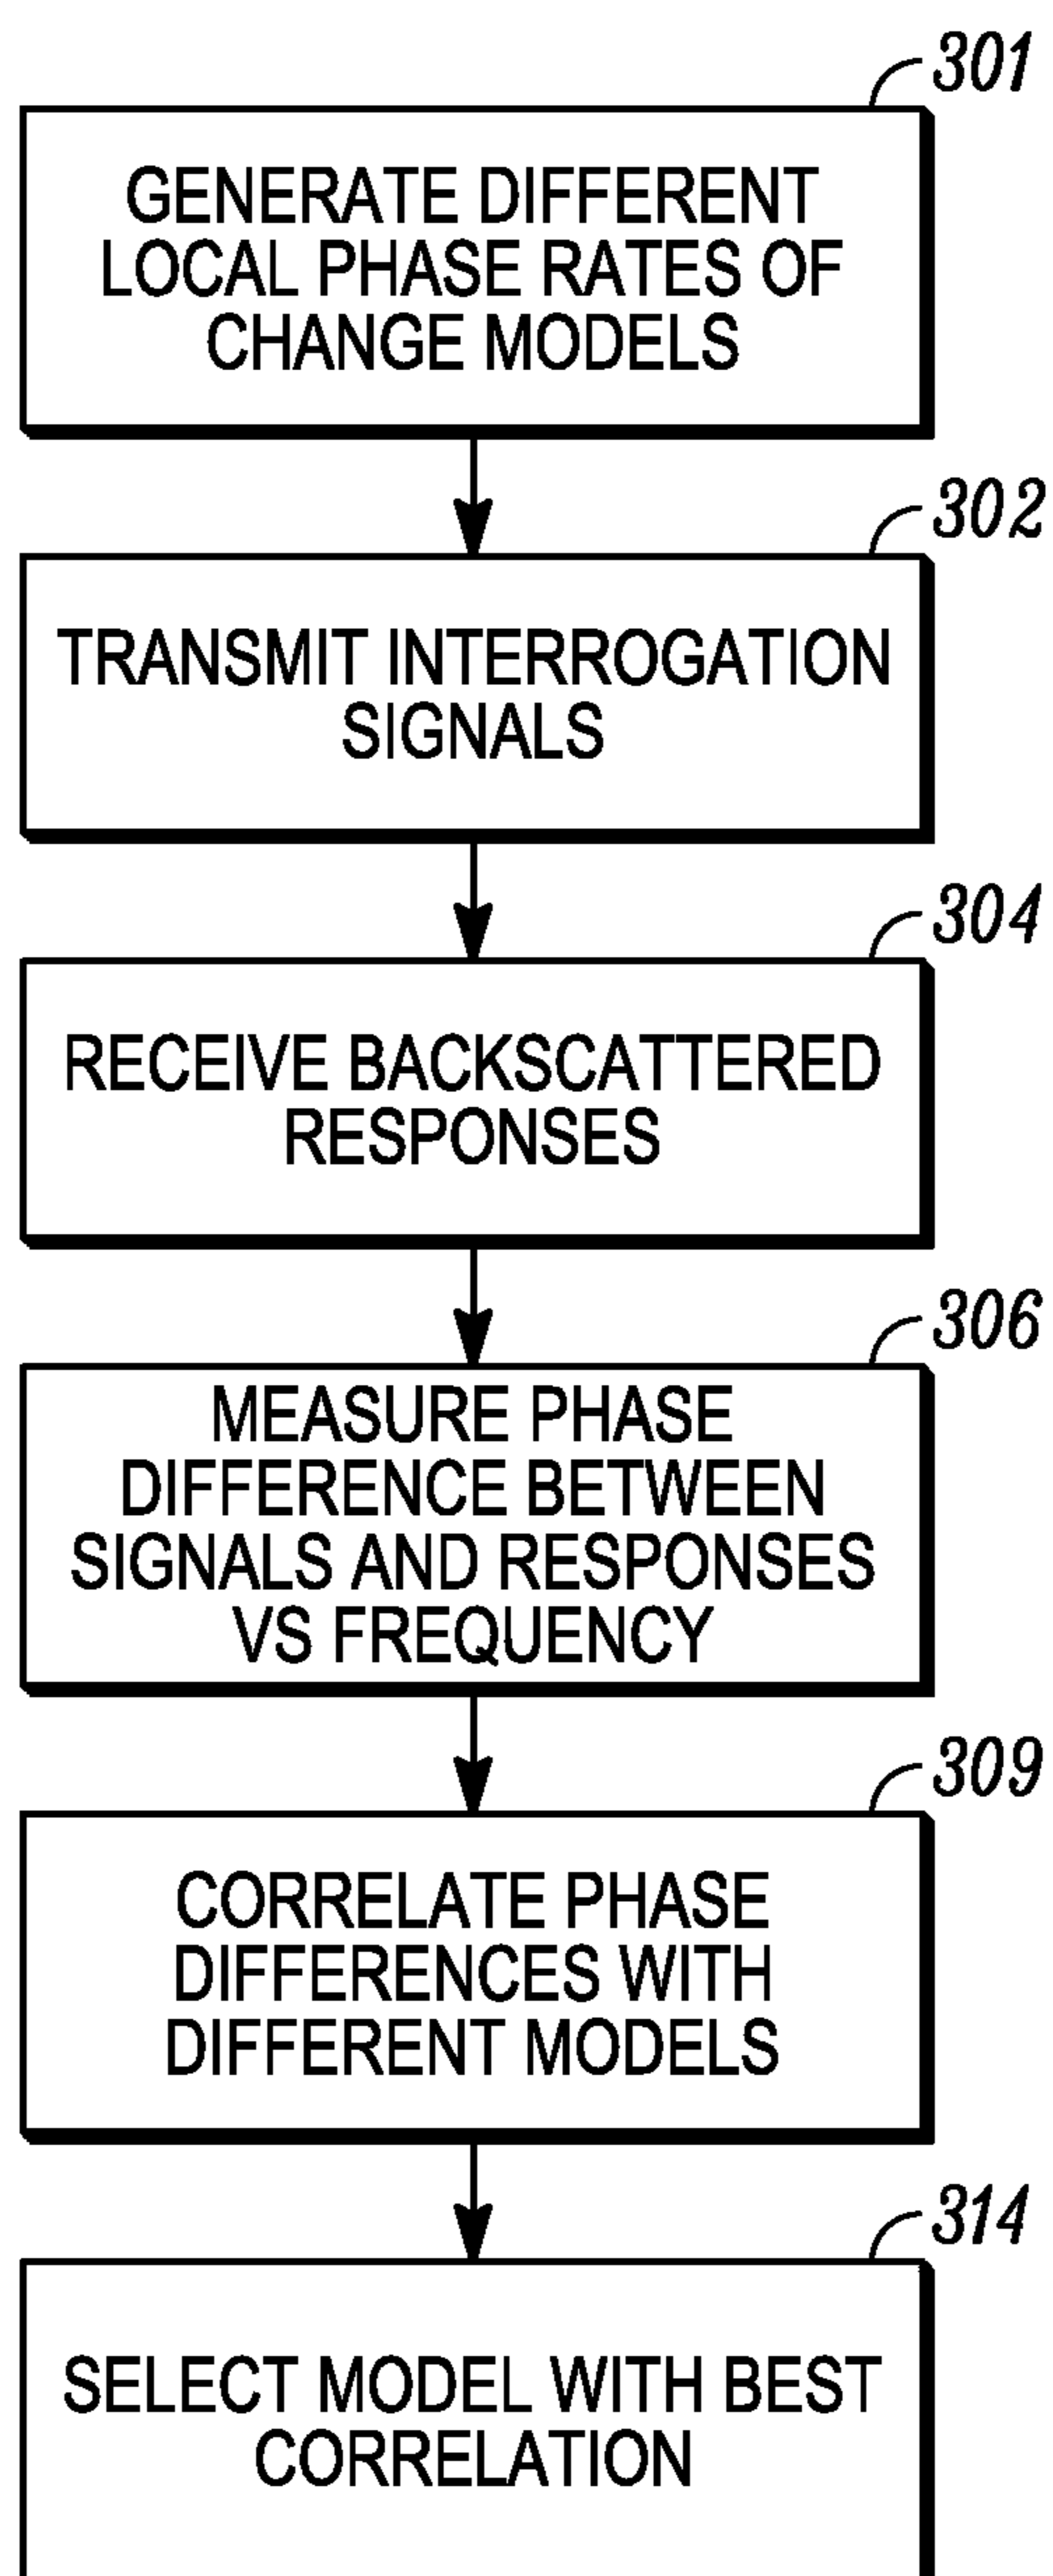 301
GENERATE DIFFERENT
LOCAL PHASE RATES OF
CHANGE MODELS
302
TRANSMIT INTERROGATION
SIGNALS
304
RECEIVE BACKSCATTERED
RESPONSES
306
MEASURE PHASE
DIFFERENCE BETWEEN
SIGNALS AND RESPONSES
VS FREQUENCY
309
CORRELATE PHASE
DIFFERENCES WITH
DIFFERENT MODELS
314
SELECT MODEL WITH BEST
CORRELATION